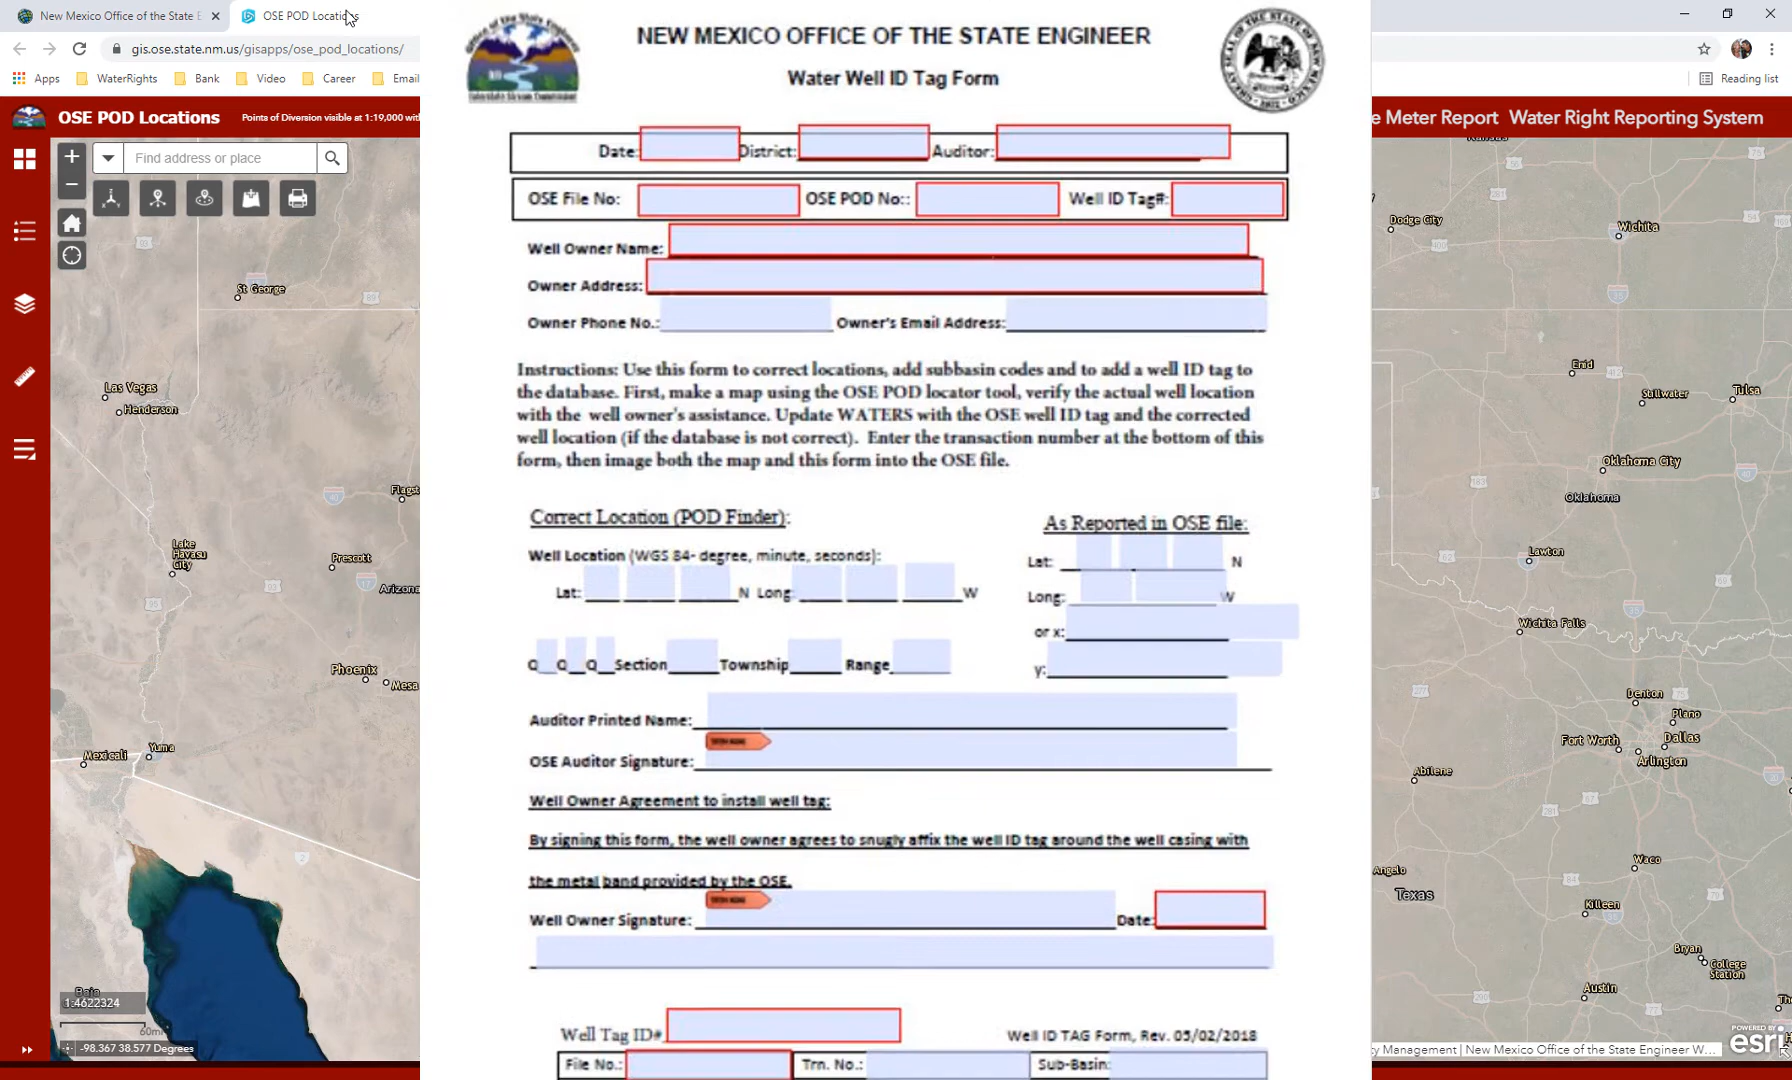 New Mexico Office of the State E
OSE POD Locations
gis.ose.state.nm.us/gisapps/ose_pod_locations/
Apps
WaterRights
Bank
Video
Career
Email
Reading list
OSE POD Locations
Points of Diversion visible at 1:19,000 wit
e Meter Report
Water Right Reporting System
Find address or place
NEW MEXICO OFFICE OF THE STATE ENGINEER
Water Well ID Tag Form
Date:
District:
Auditor:
OSE File No:
OSE POD No::
Well ID Tag#:
Well Owner Name:
Owner Address:
Owner Phone No.:
Owner's Email Address:
Instructions: Use this form to correct locations, add subbasin codes and to add a well ID tag to
the database. First, make a map using the OSE POD locator tool, verify the actual well location
with the well owner's assistance. Update WATERS with the OSE well ID tag and the corrected
well location (if the database is not correct). Enter the transaction number at the bottom of this
form, then image both the map and this form into the OSE file.
Correct Location (POD Finder):
As Reported in OSE file:
Well Location (WGS 84- degree, minute, seconds):
Lat:
N
Lat:
N Long:
W
Long:
W
or x:
Q Q Q Section
Township
Range
y:
Auditor Printed Name:
OSE Auditor Signature:
Well Owner Agreement to install well tag:
By signing this form, the well owner agrees to snugly affix the well ID tag around the well casing with
the metal band provided by the OSE.
Well Owner Signature:
Date:
Well Tag ID#
Well ID TAG Form, Rev. 05/02/2018
File No.:
Trn. No.:
Sub-Basin:
St George
Las Vegas
Henderson
Flagst
Lake
Havasu
City
Prescott
Arizona
Phoenix
Mesa
Mexicali
Yuma
Baja
1:4622324
60mi
-98.367 38.577 Degrees
Dodge City
Wichita
Enid
Stillwater
Tulsa
Oklahoma City
Oklahoma
Lawton
Wichita Falls
Denton
Plano
Fort Worth
Dallas
Arlington
Abilene
Waco
Angelo
Texas
Killeen
Bryan
College
Station
Austin
POWERED BY
esri
ty Management | New Mexico Office of the State Engineer W...